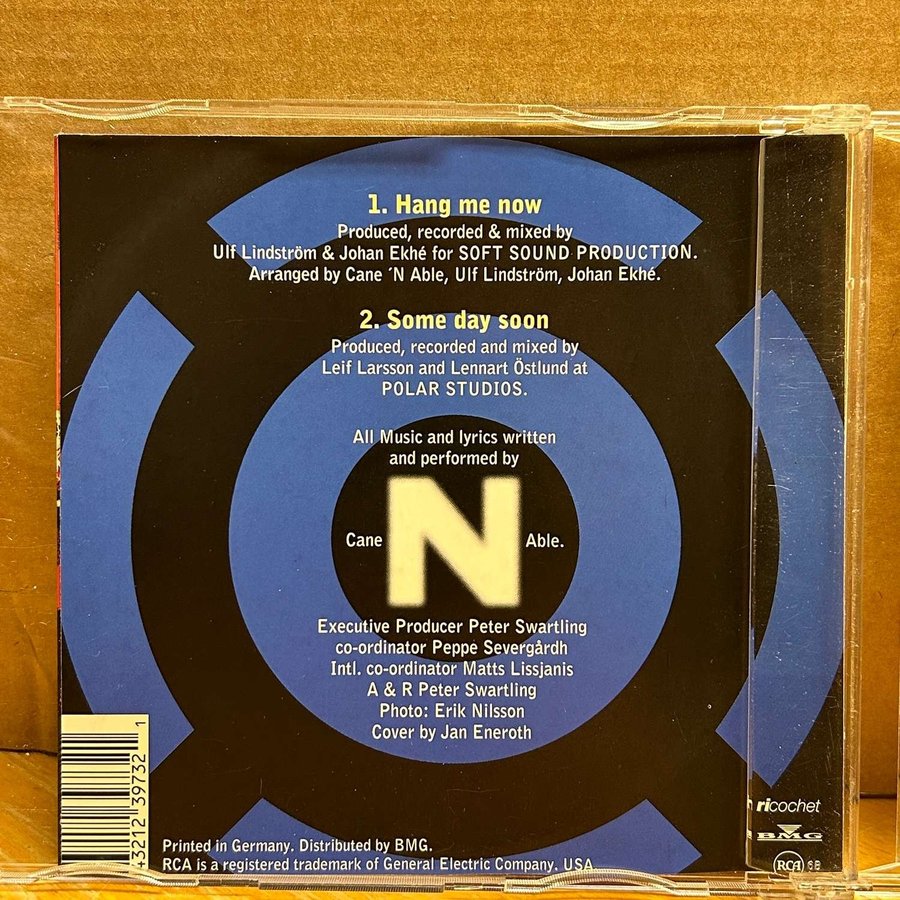 1. Hang me now
Produced, recorded & mixed by
Ulf Lindström & Johan Ekhé for SOFT SOUND PRODUCTION.
Arranged by Cane ´N Able, Ulf Lindström, Johan Ekhé.
2. Some day soon
Produced, recorded and mixed by
Leif Larsson and Lennart Östlund at
POLAR STUDIOS.
All Music and lyrics written
and performed by
Cane N Able.
Executive Producer Peter Swartling
co-ordinator Peppe Severgårdh
Intl. co-ordinator Matts Lissjanis
A & R Peter Swartling
Photo: Erik Nilsson
Cover by Jan Eneroth
43212 39732 1
Printed in Germany. Distributed by BMG.
RCA is a registered trademark of General Electric Company. USA
ricochet
BMG
RCA